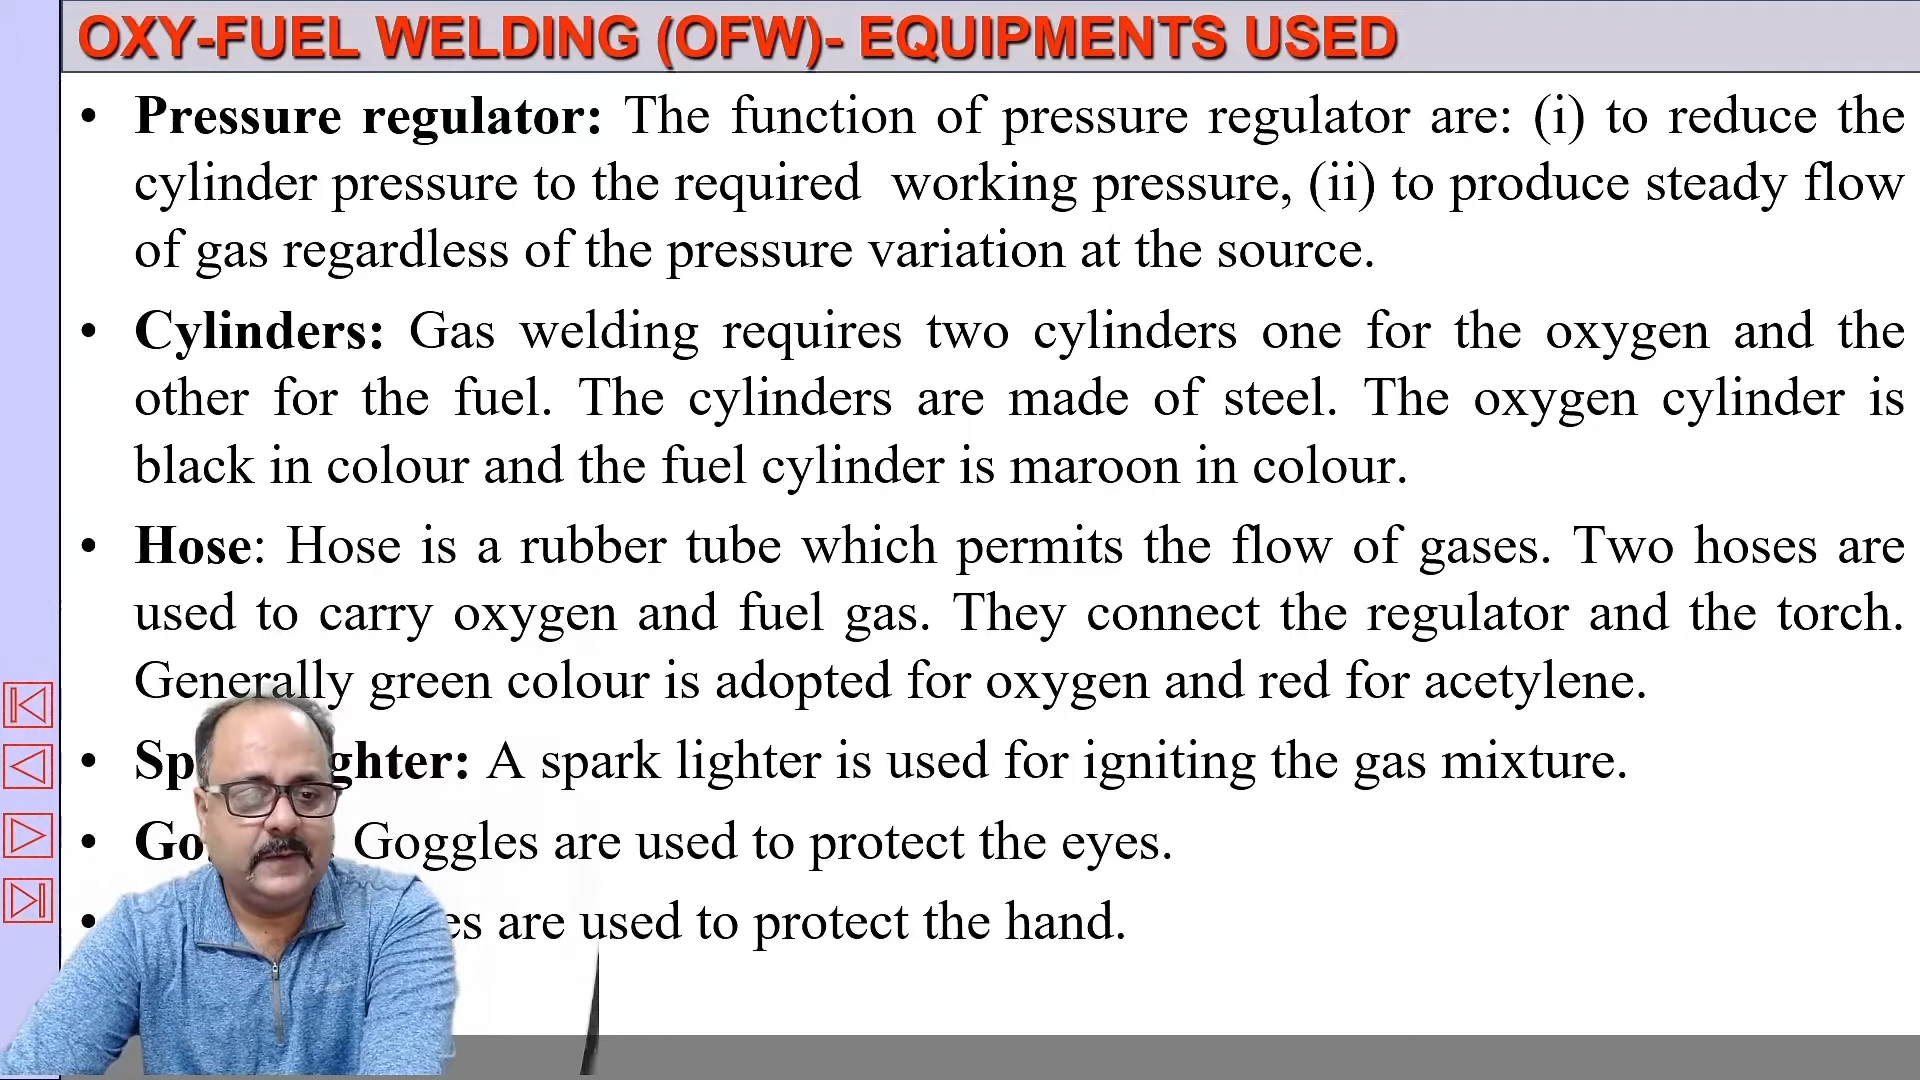 OXY-FUEL WELDING (OFW)- EQUIPMENTS USED
• Pressure regulator: The function of pressure regulator are: (i) to reduce the
cylinder pressure to the required working pressure, (ii) to produce steady flow
of gas regardless of the pressure variation at the source.
• Cylinders: Gas welding requires two cylinders one for the oxygen and the
other for the fuel. The cylinders are made of steel. The oxygen cylinder is
black in colour and the fuel cylinder is maroon in colour.
• Hose: Hose is a rubber tube which permits the flow of gases. Two hoses are
used to carry oxygen and fuel gas. They connect the regulator and the torch.
Generally green colour is adopted for oxygen and red for acetylene.
• A spark lighter is used for igniting the gas mixture.
• Goggles are used to protect the eyes.
• are used to protect the hand.